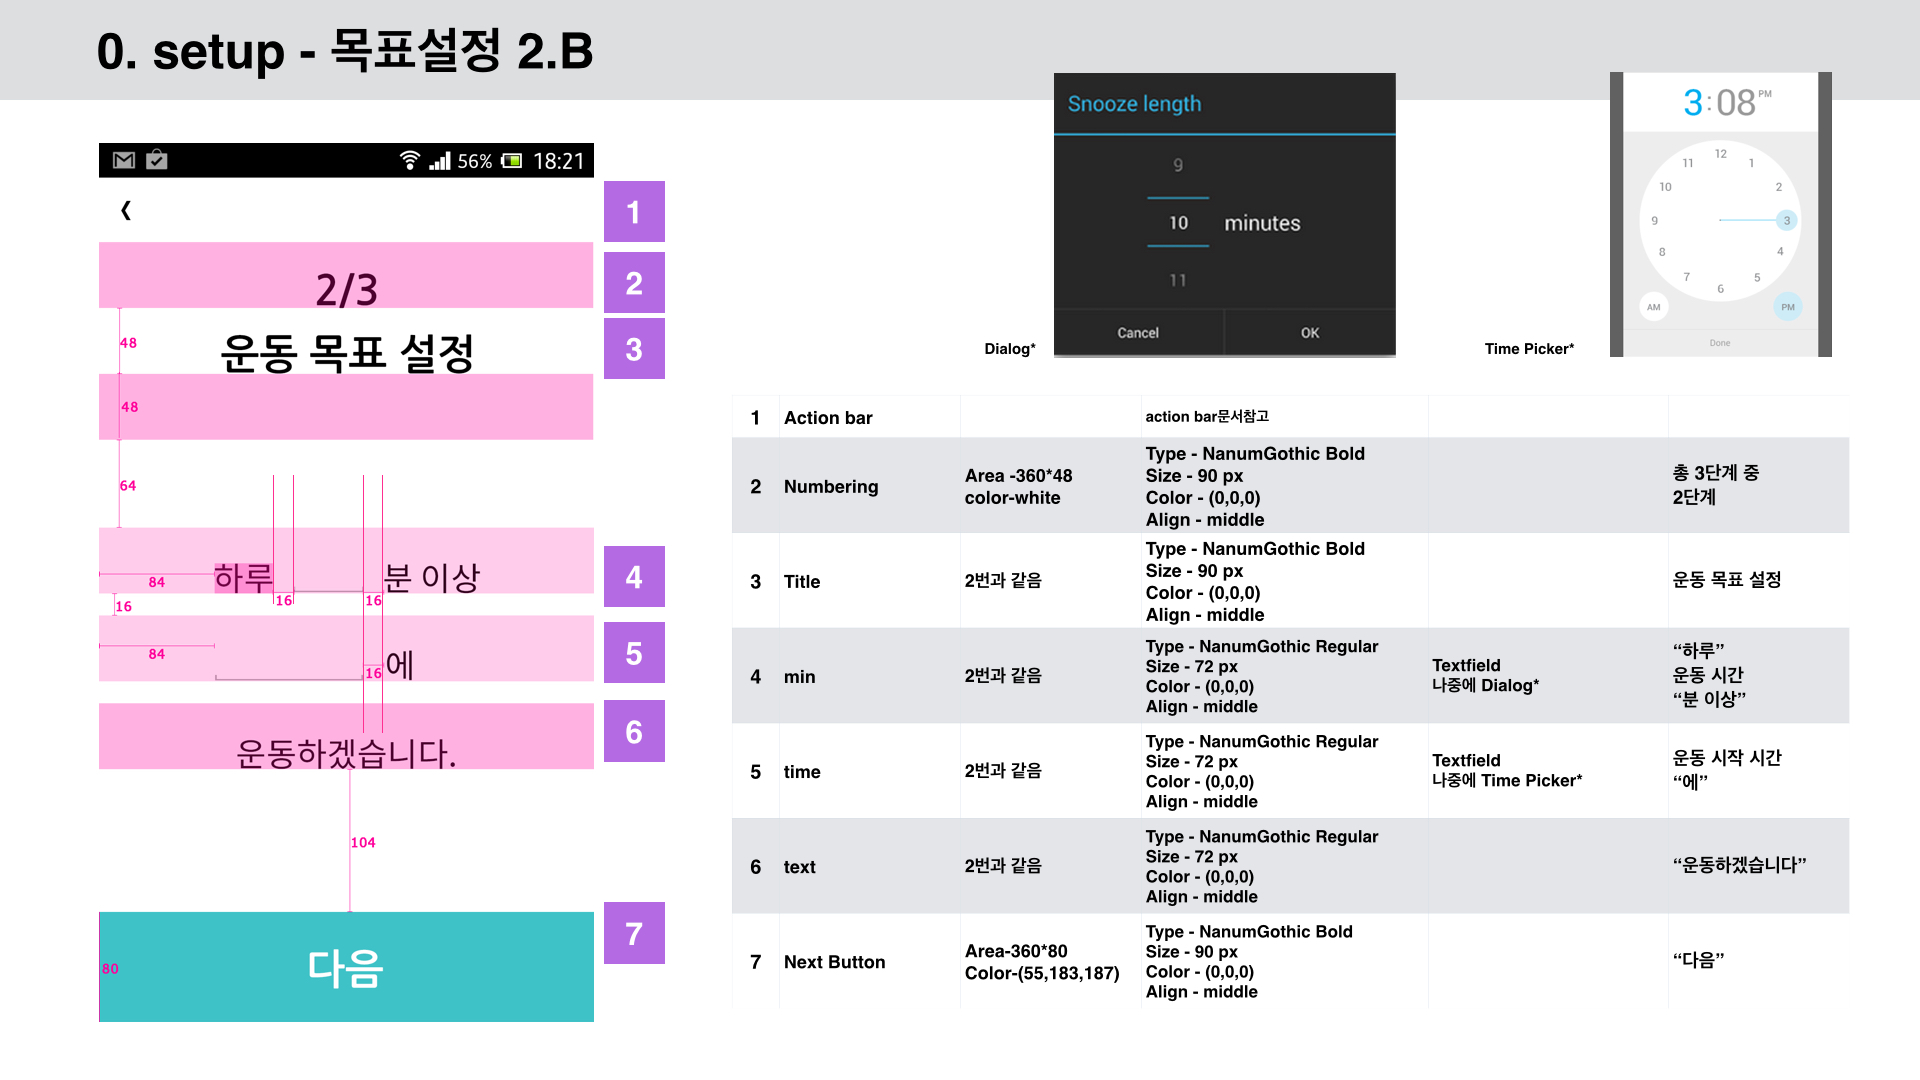 0. setup - 목표설정 2.B
56% 18:21
2/3
운동 목표 설정
48
48
64
하루
분 이상
84
16
16
16
에
84
16
운동하겠습니다.
104
다음
80
1
2
3
4
5
6
7
Snooze length
9
10 minutes
11
Cancel OK
Dialog*
3:08 PM
12
11 1
10 2
9 3
8 4
7 5
6
AM PM
Done
Time Picker*
1 Action bar action bar문서참고
2 Numbering
Area -360*48
color-white
Type - NanumGothic Bold
Size - 90 px
Color - (0,0,0)
Align - middle
총 3단계 중
2단계
3 Title 2번과 같음
Type - NanumGothic Bold
Size - 90 px
Color - (0,0,0)
Align - middle
운동 목표 설정
4 min 2번과 같음
Type - NanumGothic Regular
Size - 72 px
Color - (0,0,0)
Align - middle
Textfield
나중에 Dialog*
“하루”
운동 시간
“분 이상”
5 time 2번과 같음
Type - NanumGothic Regular
Size - 72 px
Color - (0,0,0)
Align - middle
Textfield
나중에 Time Picker*
운동 시작 시간
“에”
6 text 2번과 같음
Type - NanumGothic Regular
Size - 72 px
Color - (0,0,0)
Align - middle
“운동하겠습니다”
7 Next Button
Area-360*80
Color-(55,183,187)
Type - NanumGothic Bold
Size - 90 px
Color - (0,0,0)
Align - middle
“다음”